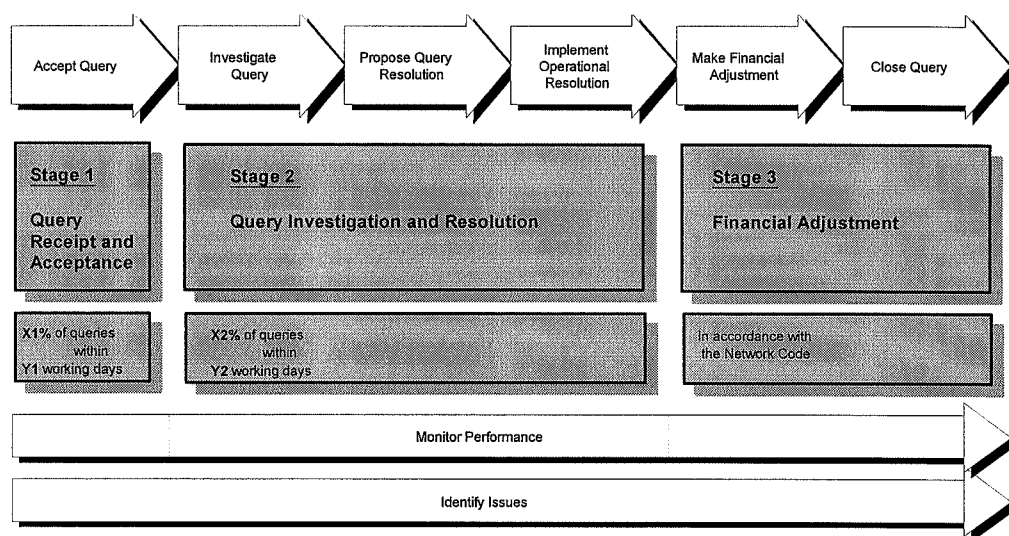 Accept Query
Investigate
Query
Propose Query
Resolution
Implement
Operational
Resolution
Make Financial
Adjustment
Close Query
Stage 1
Query
Receipt and
Acceptance
Stage 2
Query Investigation and Resolution
Stage 3
Financial Adjustment
X1% of queries
within
Y1 working days
X2% of queries
within
Y2 working days
In accordance with
the Network Code
Monitor Performance
Identify Issues